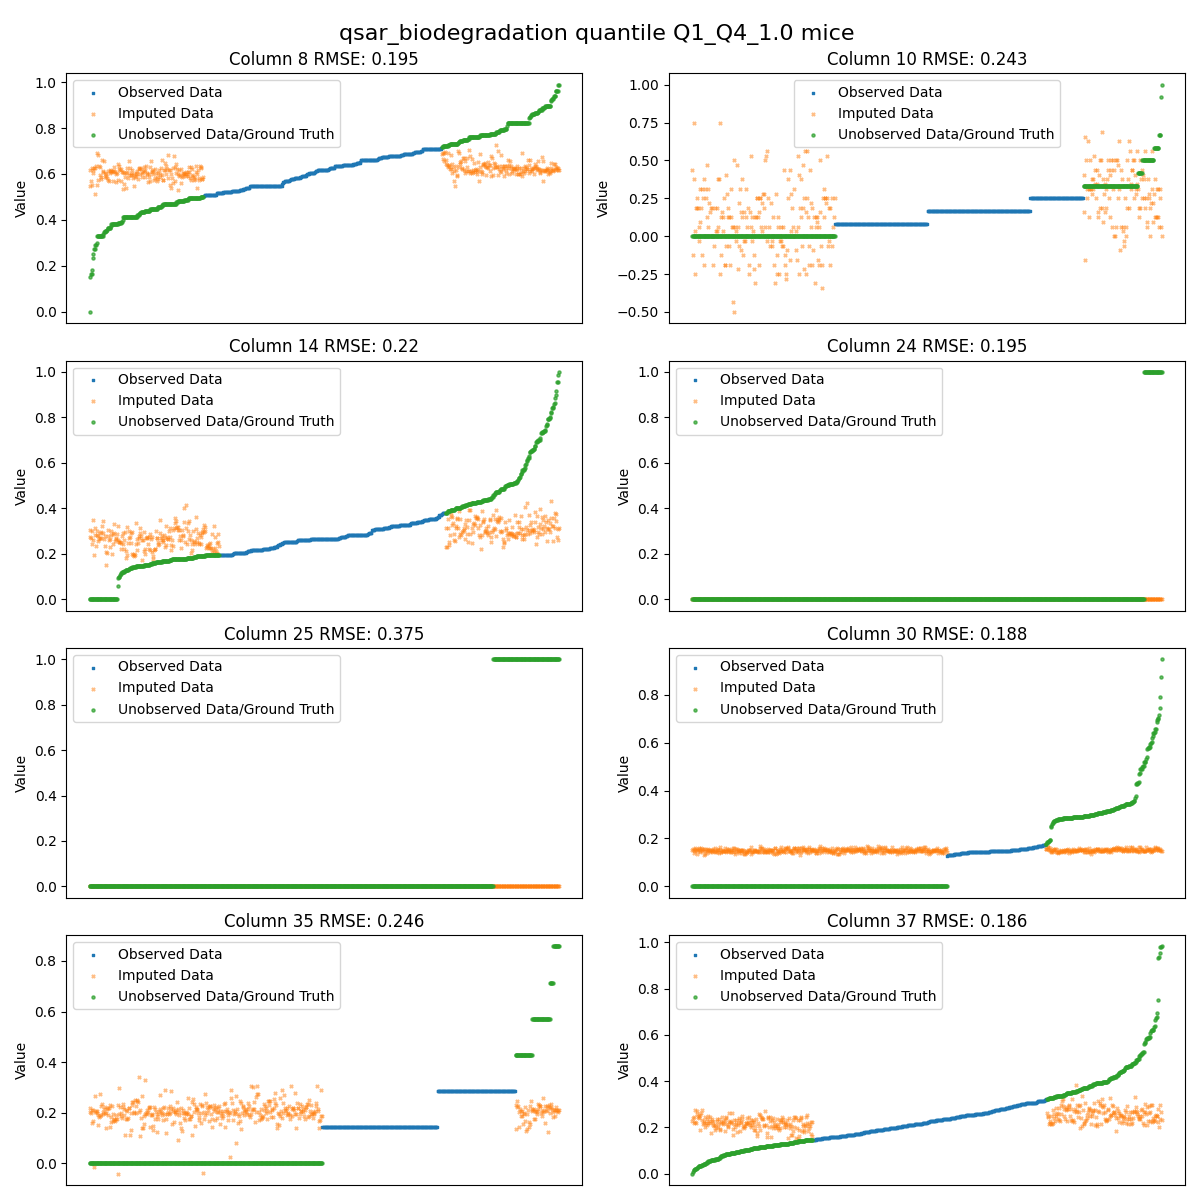 qsar_biodegradation quantile Q1_Q4_1.0 mice
Column 8 RMSE: 0.195
1.0
0.8
0.6
0.4
0.2
0.0
Value
Observed Data
Imputed Data
Unobserved Data/Ground Truth
Column 10 RMSE: 0.243
1.00
0.75
0.50
0.25
0.00
−0.25
−0.50
Value
Observed Data
Imputed Data
Unobserved Data/Ground Truth
Column 14 RMSE: 0.22
1.0
0.8
0.6
0.4
0.2
0.0
Value
Observed Data
Imputed Data
Unobserved Data/Ground Truth
Column 24 RMSE: 0.195
1.0
0.8
0.6
0.4
0.2
0.0
Value
Observed Data
Imputed Data
Unobserved Data/Ground Truth
Column 25 RMSE: 0.375
1.0
0.8
0.6
0.4
0.2
0.0
Value
Observed Data
Imputed Data
Unobserved Data/Ground Truth
Column 30 RMSE: 0.188
0.8
0.6
0.4
0.2
0.0
Value
Observed Data
Imputed Data
Unobserved Data/Ground Truth
Column 35 RMSE: 0.246
0.8
0.6
0.4
0.2
0.0
Value
Observed Data
Imputed Data
Unobserved Data/Ground Truth
Column 37 RMSE: 0.186
1.0
0.8
0.6
0.4
0.2
0.0
Value
Observed Data
Imputed Data
Unobserved Data/Ground Truth